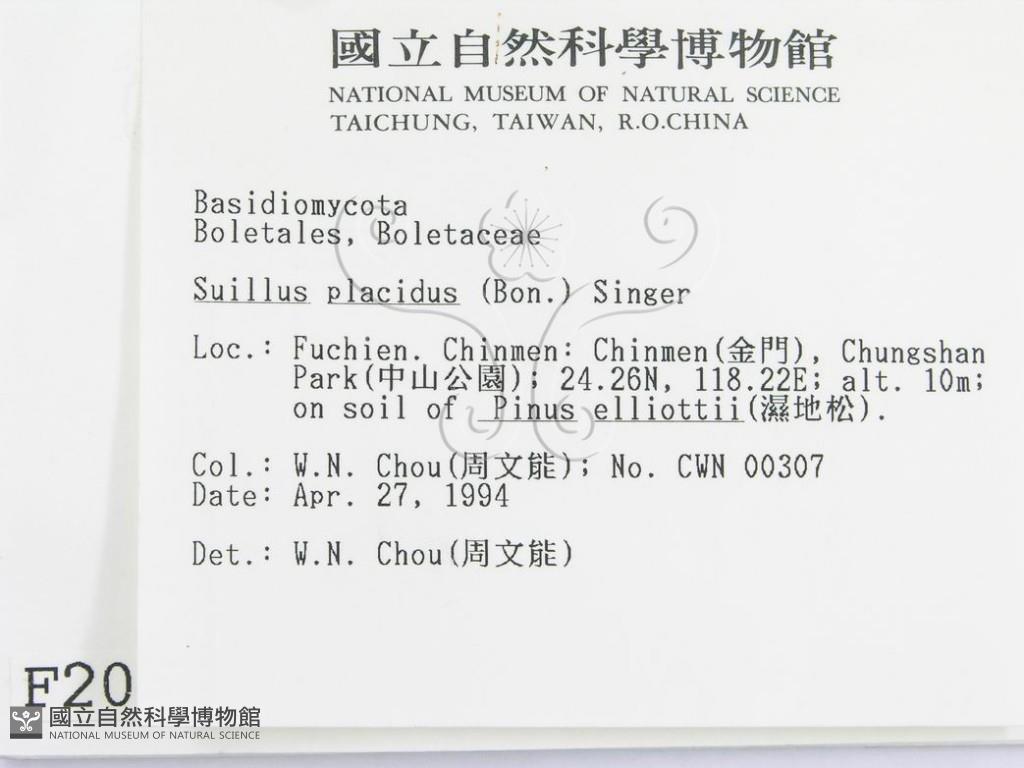 國立自然科學博物館
NATIONAL MUSEUM OF NATURAL SCIENCE
TAICHUNG, TAIWAN, R.O.CHINA
Basidiomycota
Boletales, Boletaceae
Suillus placidus (Bon.) Singer
Loc.: Fuchien. Chinmen: Chinmen(金門), Chungshan
Park(中山公園); 24.26N, 118.22E; alt. 10m;
on soil of Pinus elliottii(濕地松).
Col.: W.N. Chou(周文能); No. CWN 00307
Date: Apr. 27, 1994
Det.: W.N. Chou(周文能)
F20
國立自然科學博物館
NATIONAL MUSEUM OF NATURAL SCIENCE